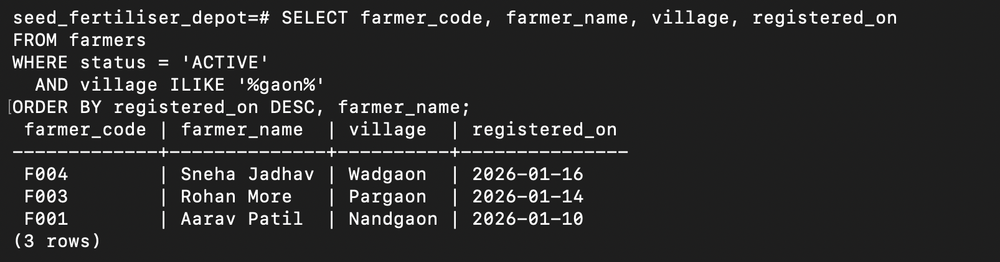 seed_fertiliser_depot=# SELECT farmer_code, farmer_name, village, registered_on
FROM farmers
WHERE status = 'ACTIVE'
  AND village ILIKE '%gaon%'
[ORDER BY registered_on DESC, farmer_name;
 farmer_code | farmer_name  | village  | registered_on
-------------+--------------+----------+---------------
 F004        | Sneha Jadhav | Wadgaon  | 2026-01-16
 F003        | Rohan More   | Pargaon  | 2026-01-14
 F001        | Aarav Patil  | Nandgaon | 2026-01-10
(3 rows)